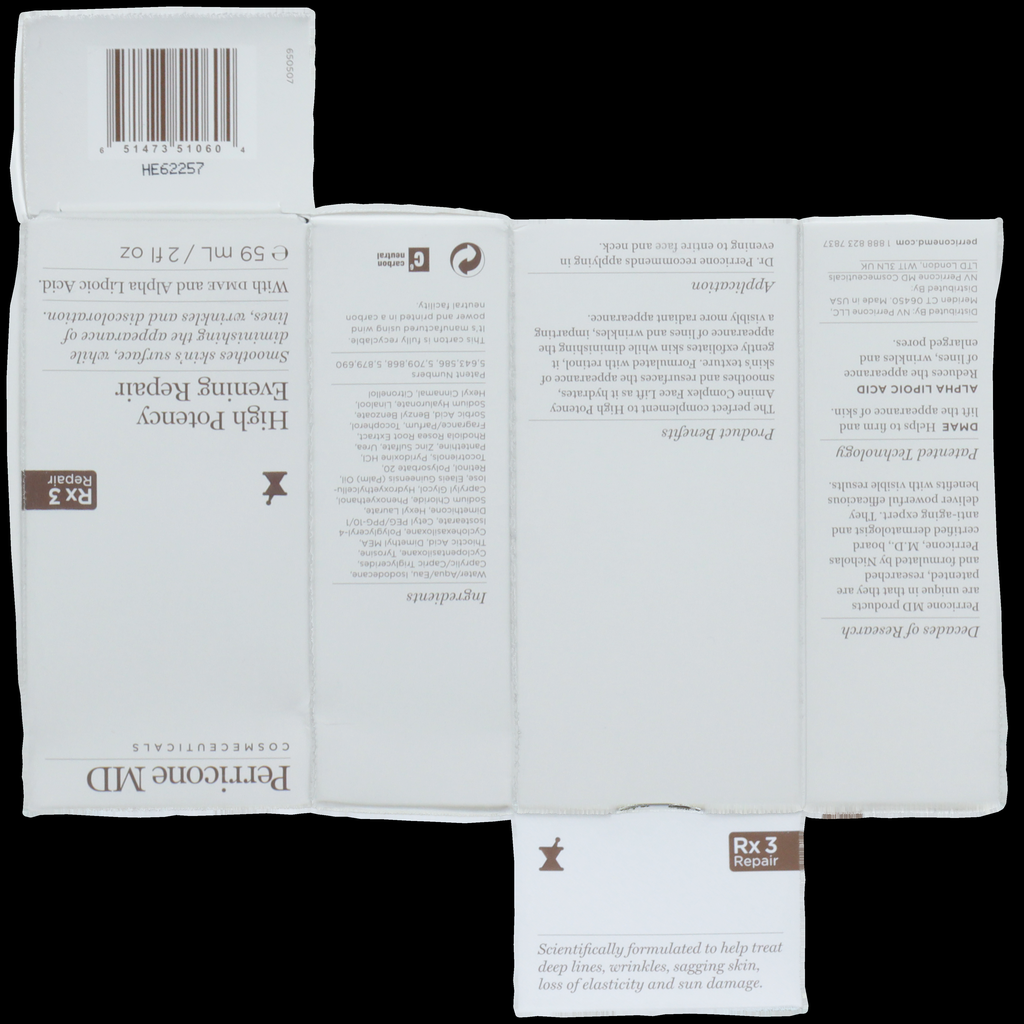 650507
6 51473 51060 4
HE62257
Perricone MD
COSMECEUTICALS
Rx 3
Repair
High Potency
Evening Repair
Smoothes skin's surface, while
diminishing the appearance of
lines, wrinkles and discoloration.
With DMAE and Alpha Lipoic Acid.
℮ 59 mL / 2 fl oz
Ingredients
Water/Aqua/Eau, Isododecane,
Caprylic/Capric Triglycerides,
Cyclopentasiloxane, Tyrosine,
Thioctic Acid, Dimethyl MEA,
Cyclohexasiloxane, Polyglyceryl-4
Isostearate, Cetyl PEG/PPG-10/1
Dimethicone, Hexyl Laurate,
Sodium Chloride, Phenoxyethanol,
Caprylyl Glycol, Hydroxyethylcellu-
lose, Elaeis Guineensis (Palm) Oil,
Retinol, Polysorbate 20,
Tocotrienols, Pyridoxine HCl,
Pantethine, Zinc Sulfate, Urea,
Rhodiola Rosea Root Extract,
Fragrance/Parfum, Tocopherol,
Sorbic Acid, Benzyl Benzoate,
Sodium Hyaluronate, Linalool,
Hexyl Cinnamal, Citronellol
Patent Numbers
5,643,586, 5,709,868, 5,879,690
This carton is fully recyclable.
It's manufactured using wind
power and printed in a carbon
neutral facility.
carbon
neutral
Product Benefits
The perfect complement to High Potency
Amine Complex Face Lift as it hydrates,
smoothes and resurfaces the appearance of
skin's texture. Formulated with retinol, it
gently exfoliates skin while diminishing the
appearance of lines and wrinkles, imparting
a visibly more radiant appearance.
Application
Dr. Perricone recommends applying in
evening to entire face and neck.
Decades of Research
Perricone MD products
are unique in that they are
patented, researched
and formulated by Nicholas
Perricone, M.D., board
certified dermatologist and
anti-aging expert. They
deliver powerful efficacious
benefits with visible results.
Patented Technology
DMAE Helps to firm and
lift the appearance of skin.
ALPHA LIPOIC ACID
Reduces the appearance
of lines, wrinkles and
enlarged pores.
Distributed By: NV Perricone LLC,
Meriden CT 06450. Made in USA
Distributed By:
NV Perricone MD Cosmeceuticals
LTD London, W1T 3LN UK
perriconemd.com 1 888 823 7837
Rx 3
Repair
Scientifically formulated to help treat
deep lines, wrinkles, sagging skin,
loss of elasticity and sun damage.